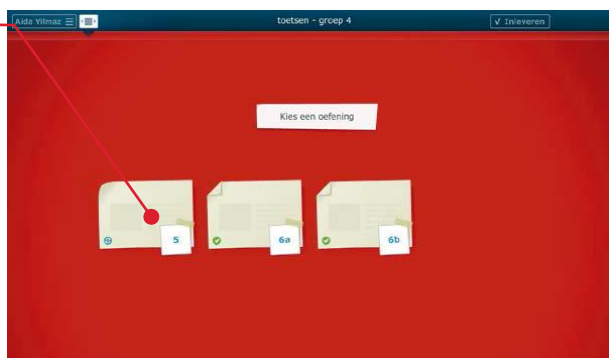 Aida Yilmaz
toetsen - groep 4
√ Inleveren
Kies een oefening
5
6a
6b